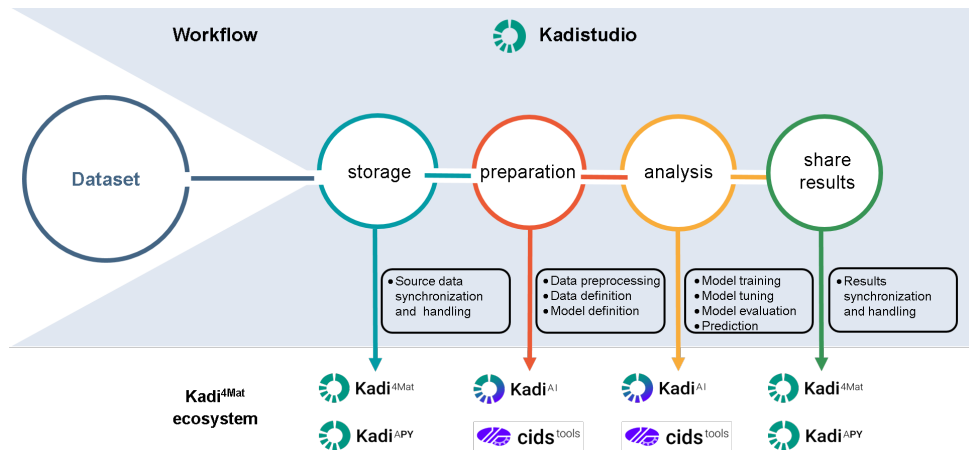 Workflow
Kadistudio
Dataset
storage
preparation
analysis
share
results
• Source data
synchronization
and handling
• Data preprocessing
• Data definition
• Model definition
• Model training
• Model tuning
• Model evaluation
• Prediction
• Results
synchronization
and handling
Kadi4Mat
ecosystem
Kadi4Mat
KadiAI
KadiAI
Kadi4Mat
KadiAPY
cidstools
cidstools
KadiAPY